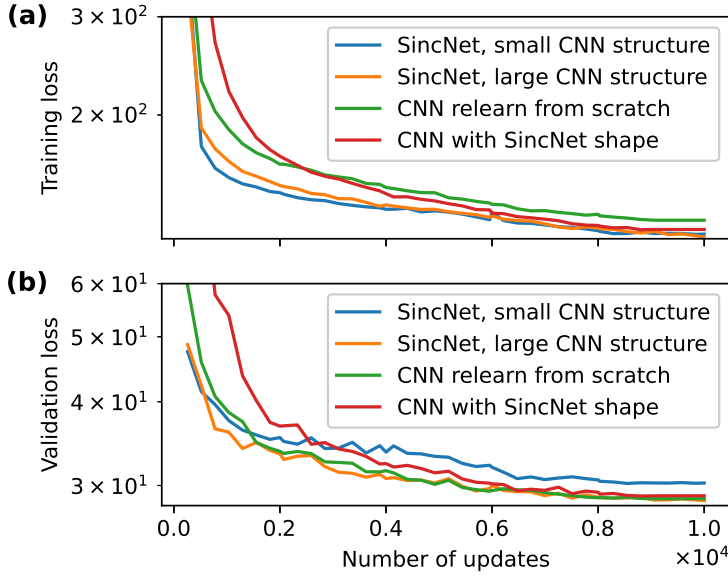 (a)
Training loss
3 × 10²
2 × 10²
SincNet, small CNN structure
SincNet, large CNN structure
CNN relearn from scratch
CNN with SincNet shape
(b)
Validation loss
6 × 10¹
5 × 10¹
4 × 10¹
3 × 10¹
SincNet, small CNN structure
SincNet, large CNN structure
CNN relearn from scratch
CNN with SincNet shape
0.0 0.2 0.4 0.6 0.8 1.0
×10⁴
Number of updates